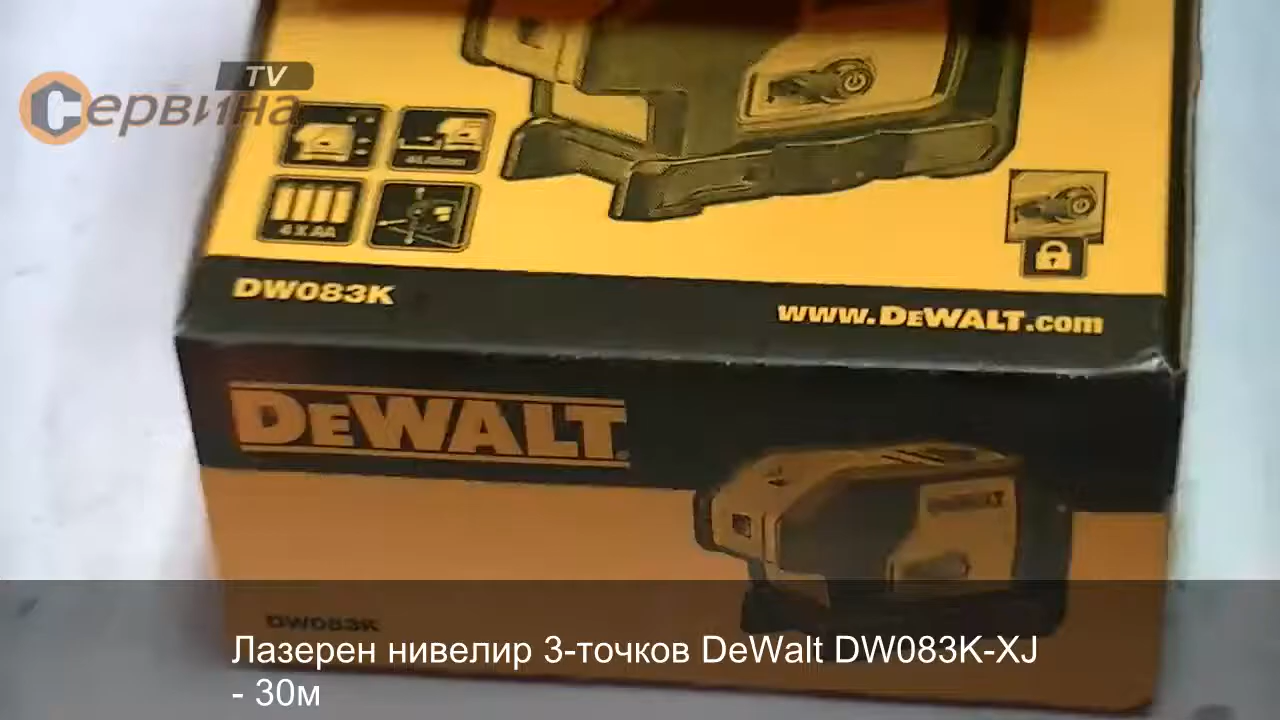 TV
Сервина
4 X AA
DW083K
www.DEWALT.com
DEWALT
DEWALT
DW083K
Лазерен нивелир 3-точков DeWalt DW083K-XJ
- 30м